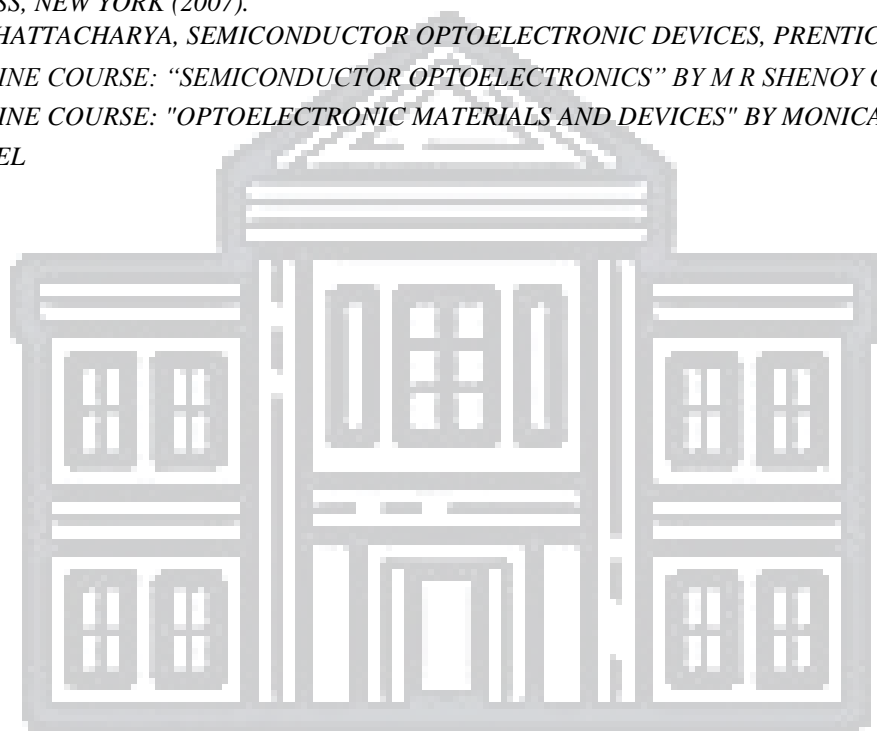 SS, NEW YORK (2007).
HATTACHARYA, SEMICONDUCTOR OPTOELECTRONIC DEVICES, PRENTIC
INE COURSE: “SEMICONDUCTOR OPTOELECTRONICS” BY M R SHENOY
INE COURSE: "OPTOELECTRONIC MATERIALS AND DEVICES" BY MONICA
EL